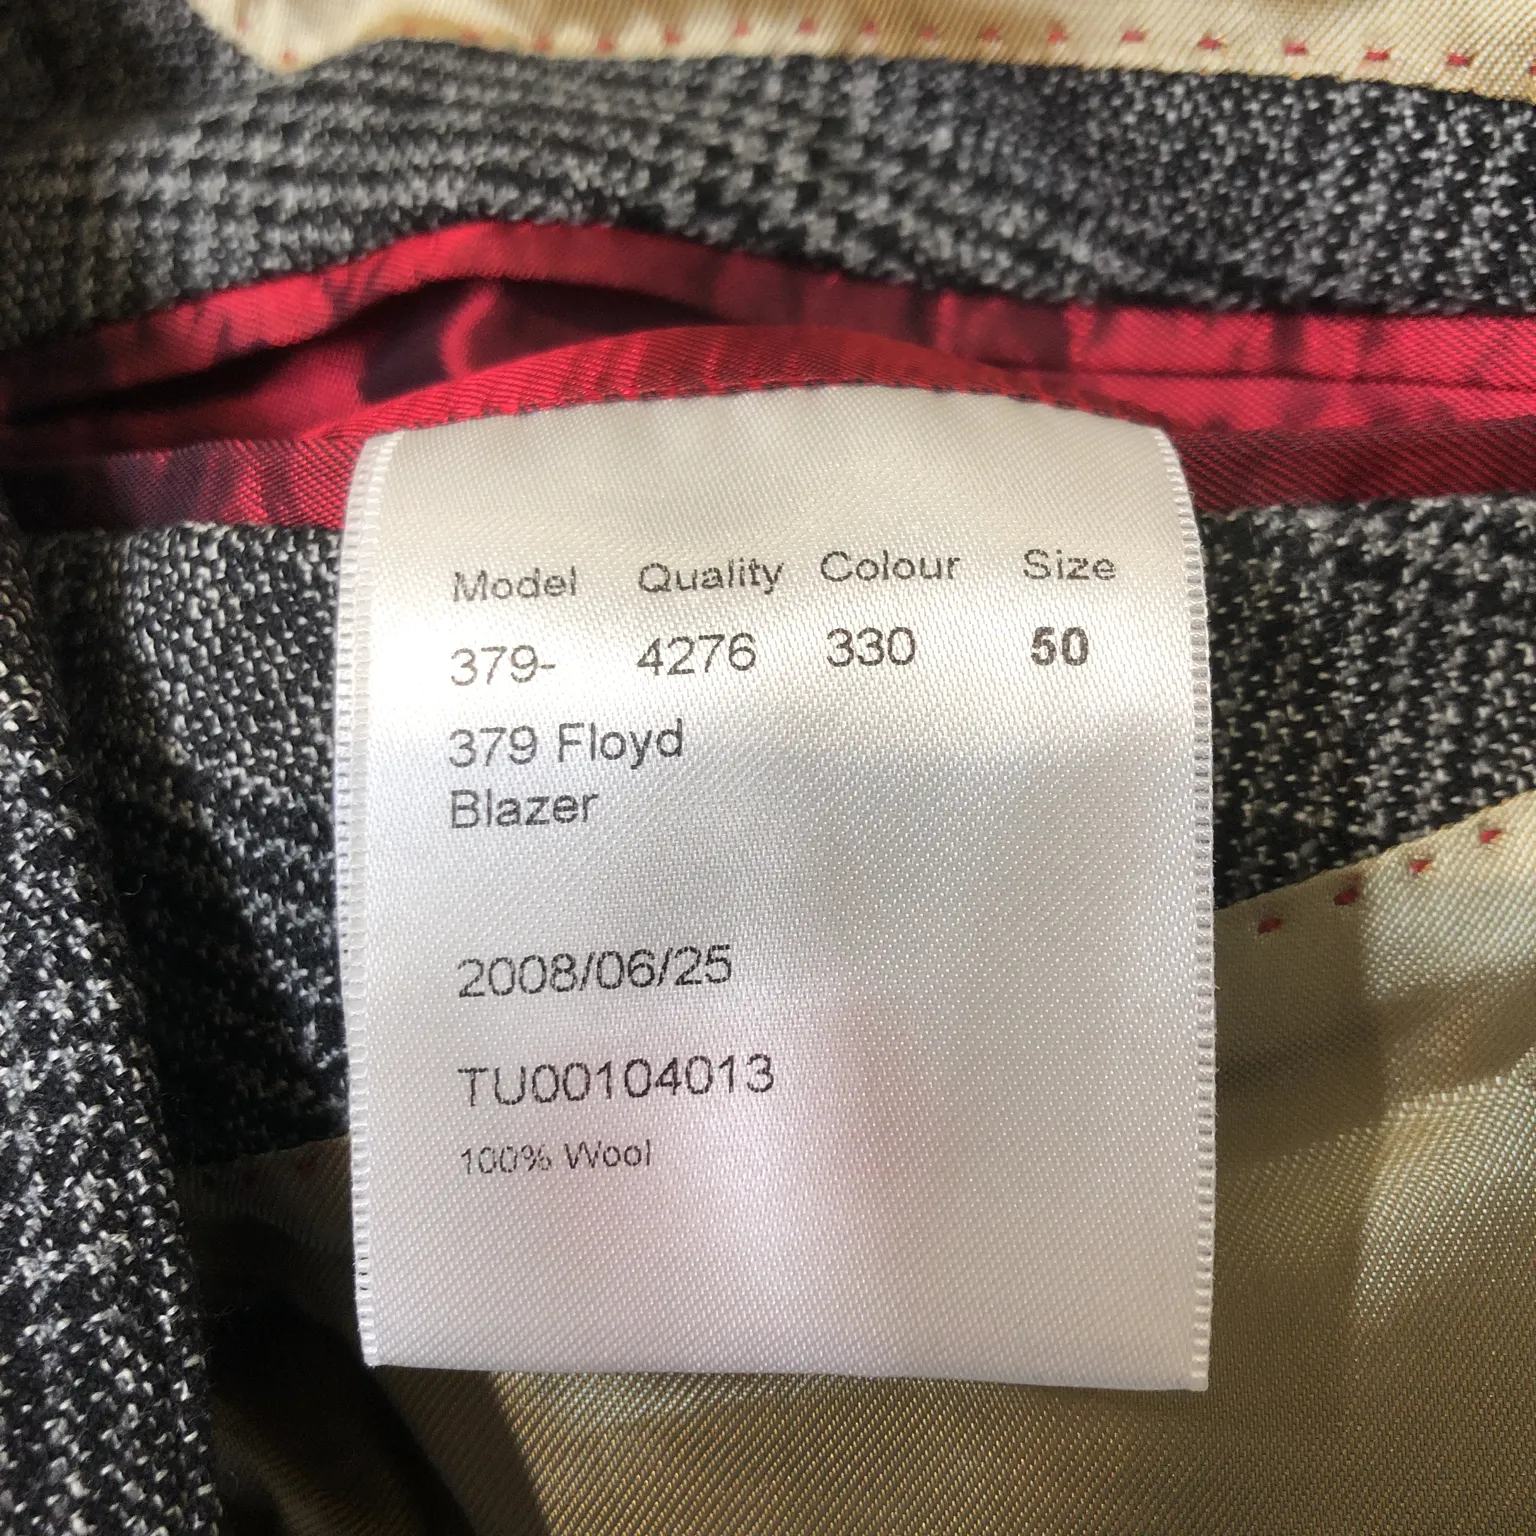 Model Quality Colour Size
379- 4276 330 50
379 Floyd
Blazer
2008/06/25
TU00104013
100% Wool